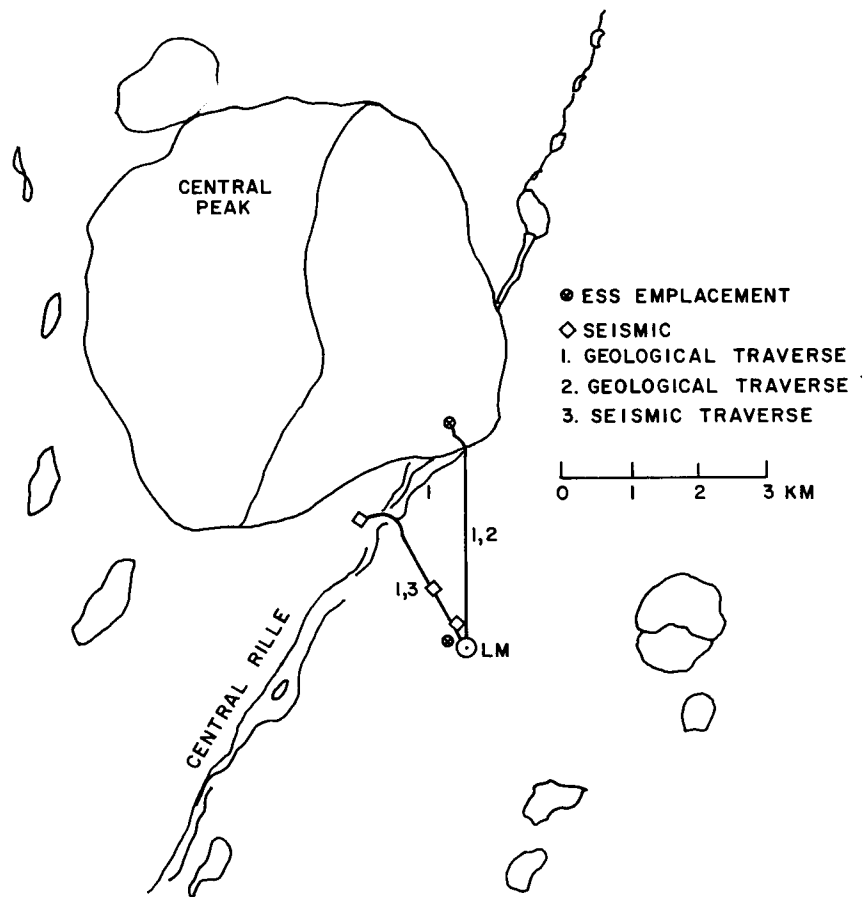 CENTRAL
PEAK
⊗ ESS EMPLACEMENT
◇ SEISMIC
1. GEOLOGICAL TRAVERSE
2. GEOLOGICAL TRAVERSE
3. SEISMIC TRAVERSE
0 1 2 3 KM
1
1,2
1,3
LM
CENTRAL RILLE